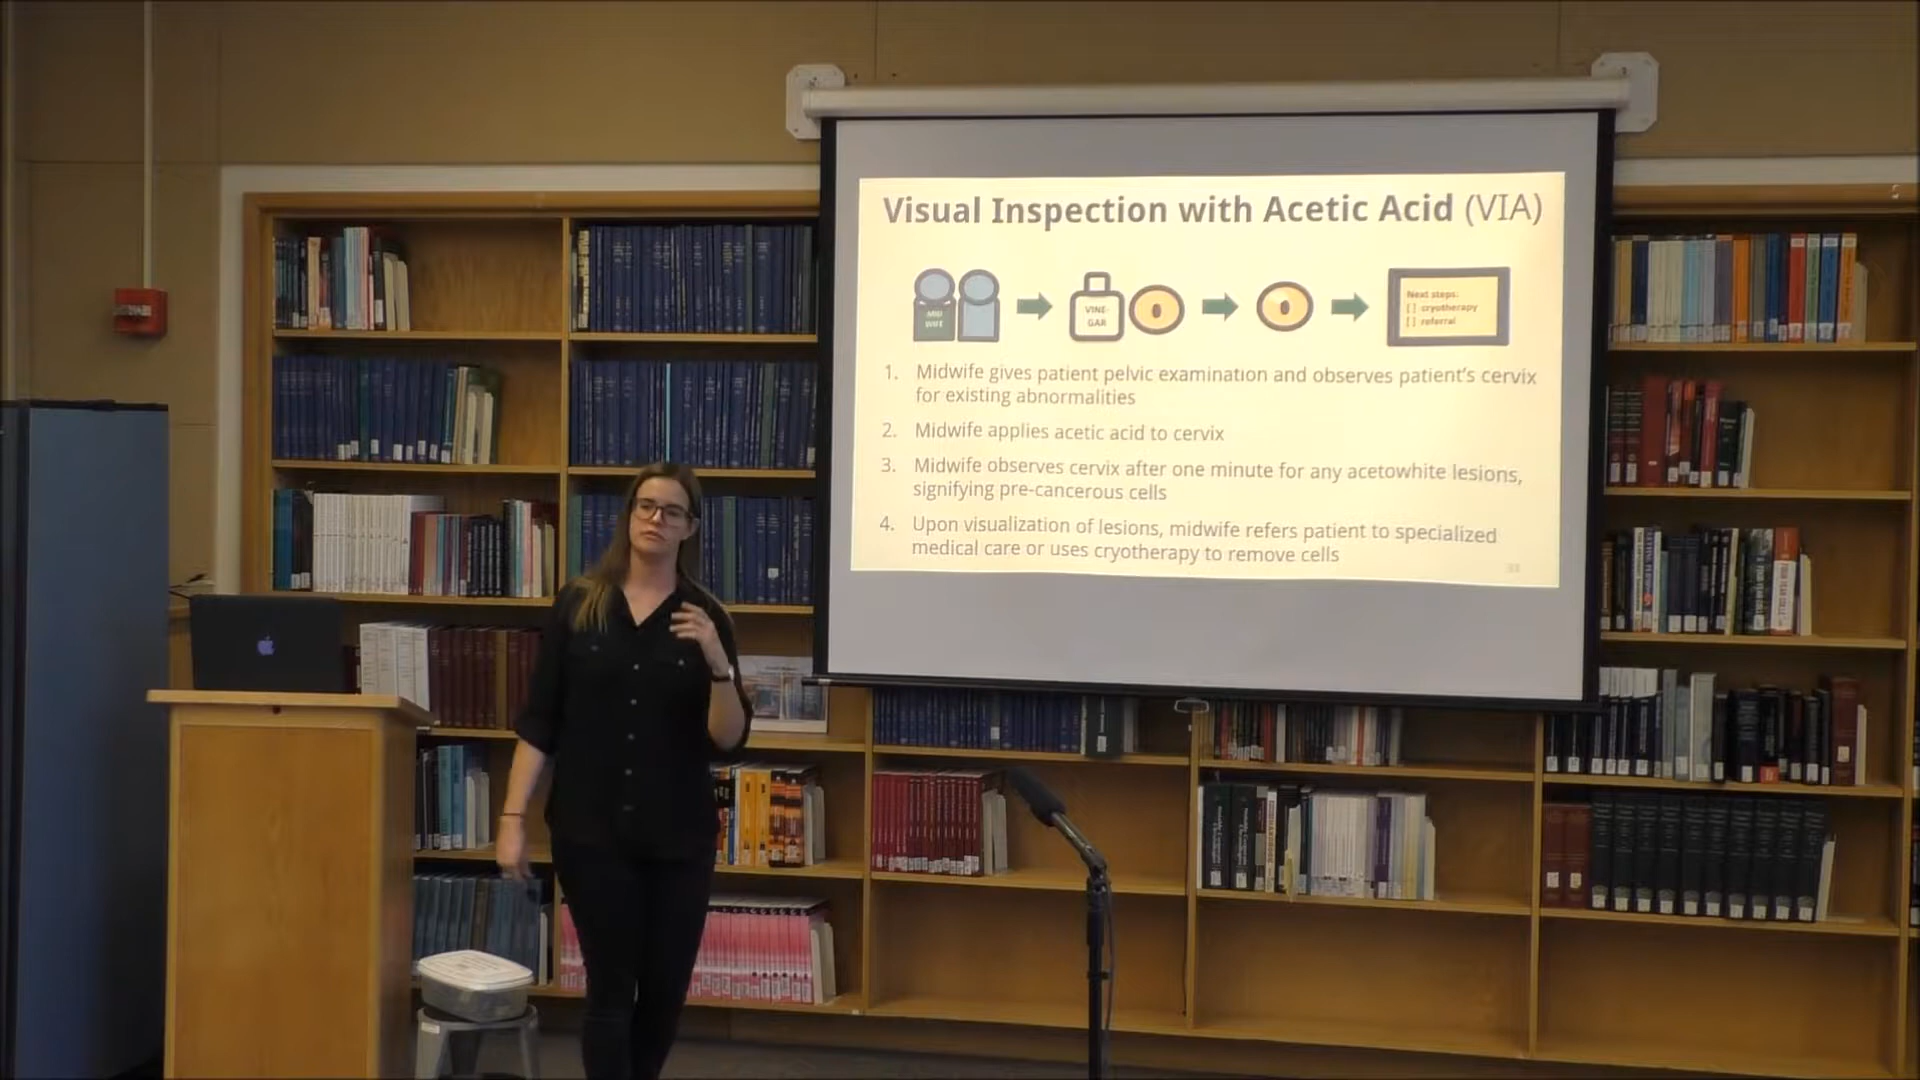 Visual Inspection with Acetic Acid (VIA)
MID
WIFE
VINE-
GAR
Next steps:
[ ] cryotherapy
[ ] referral
1. Midwife gives patient pelvic examination and observes patient's cervix
for existing abnormalities
2. Midwife applies acetic acid to cervix
3. Midwife observes cervix after one minute for any acetowhite lesions,
signifying pre-cancerous cells
4. Upon visualization of lesions, midwife refers patient to specialized
medical care or uses cryotherapy to remove cells